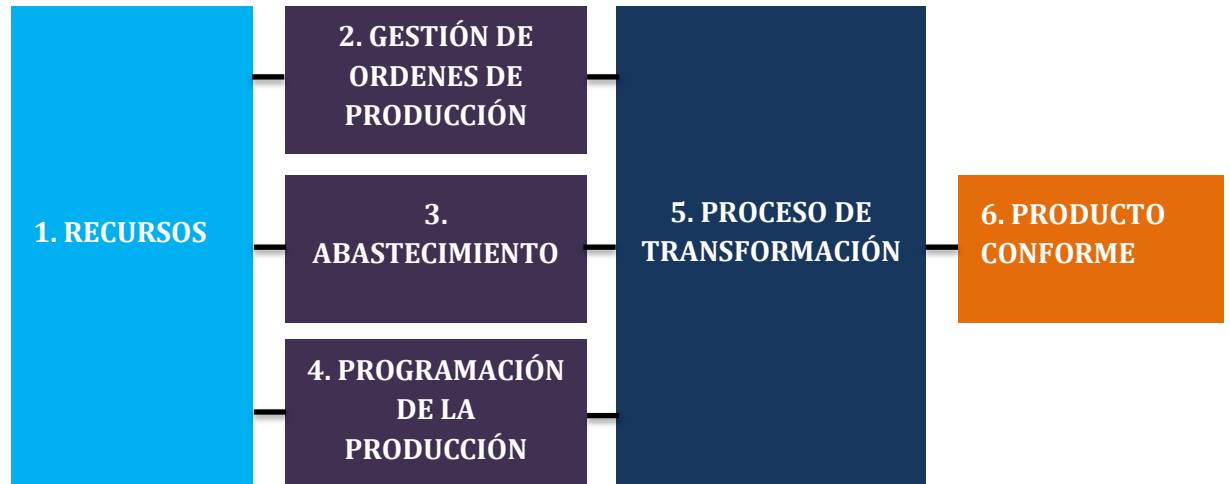 1. RECURSOS
2. GESTIÓN DE
ORDENES DE
PRODUCCIÓN
3.
ABASTECIMIENTO
4. PROGRAMACIÓN
DE LA
PRODUCCIÓN
5. PROCESO DE
TRANSFORMACIÓN
6. PRODUCTO
CONFORME